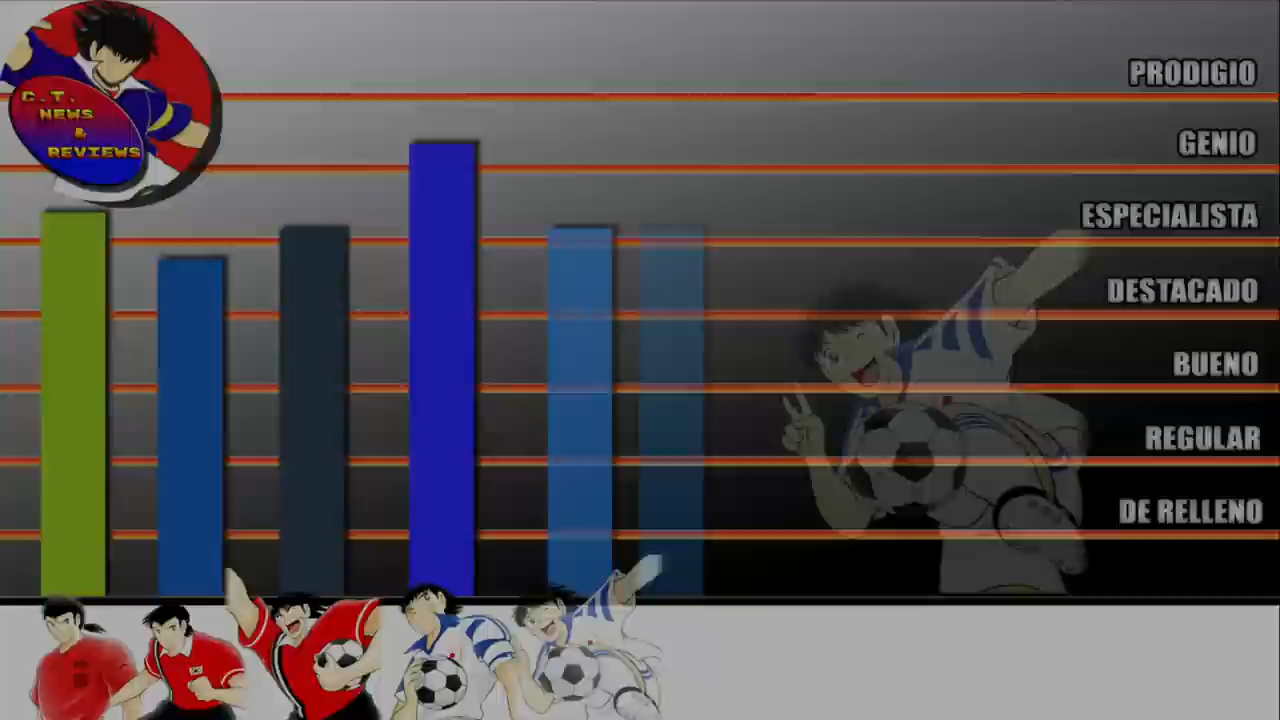 C.T.
NEWS
&
REVIEWS
PRODIGIO
GENIO
ESPECIALISTA
DESTACADO
BUENO
REGULAR
DE RELLENO